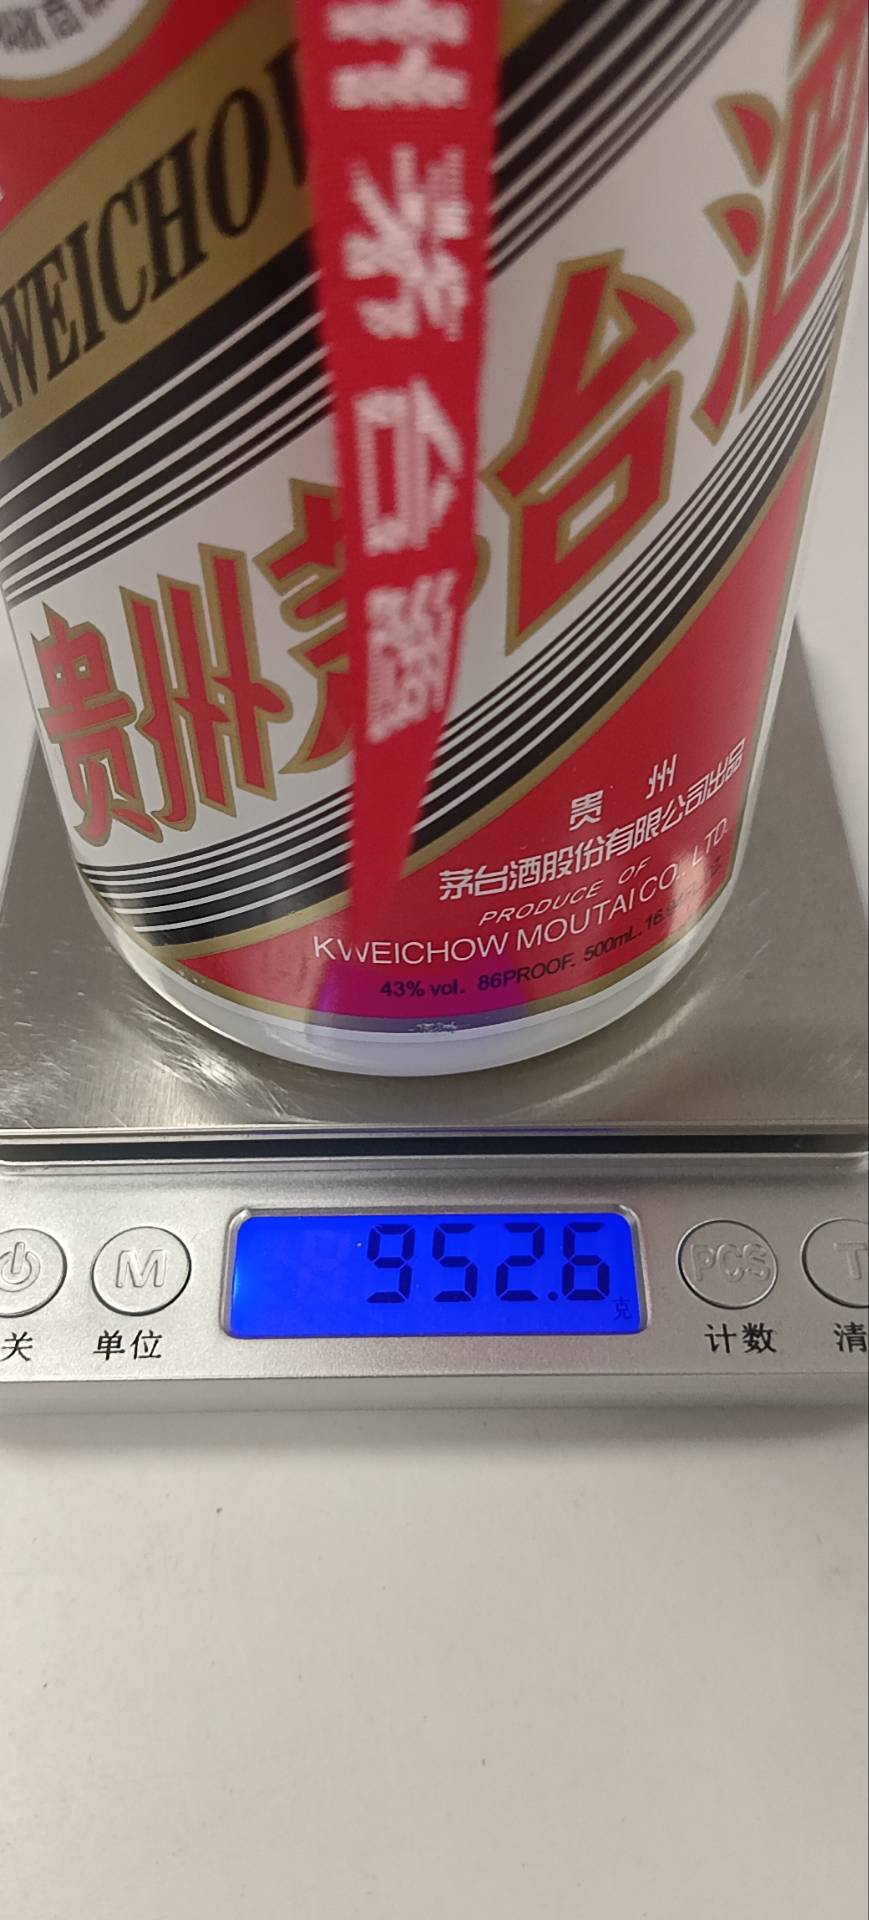 KWEICHOW
州茅台酒
贵州茅台酒
贵州
茅台酒股份有限公司出品
PRODUCE OF
KWEICHOW MOUTAI CO., LTD.
43% vol. 86PROOF. 500mL.
952.6
克
M
PCS
T
关
单位
计数
清